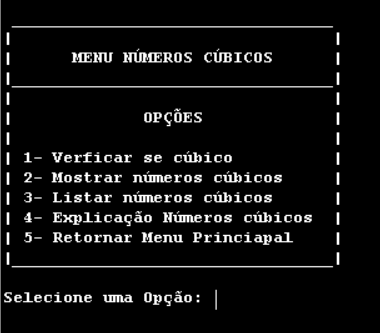 MENU NÚMEROS CÚBICOS
OPÇÕES
1- Verficar se cúbico
2- Mostrar números cúbicos
3- Listar números cúbicos
4- Explicação Números cúbicos
5- Retornar Menu Princiapal
Selecione uma Opção: